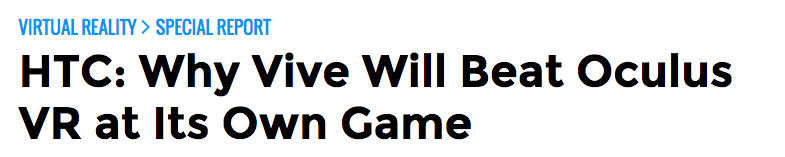 VIRTUAL REALITY > SPECIAL REPORT
HTC: Why Vive Will Beat Oculus
VR at Its Own Game